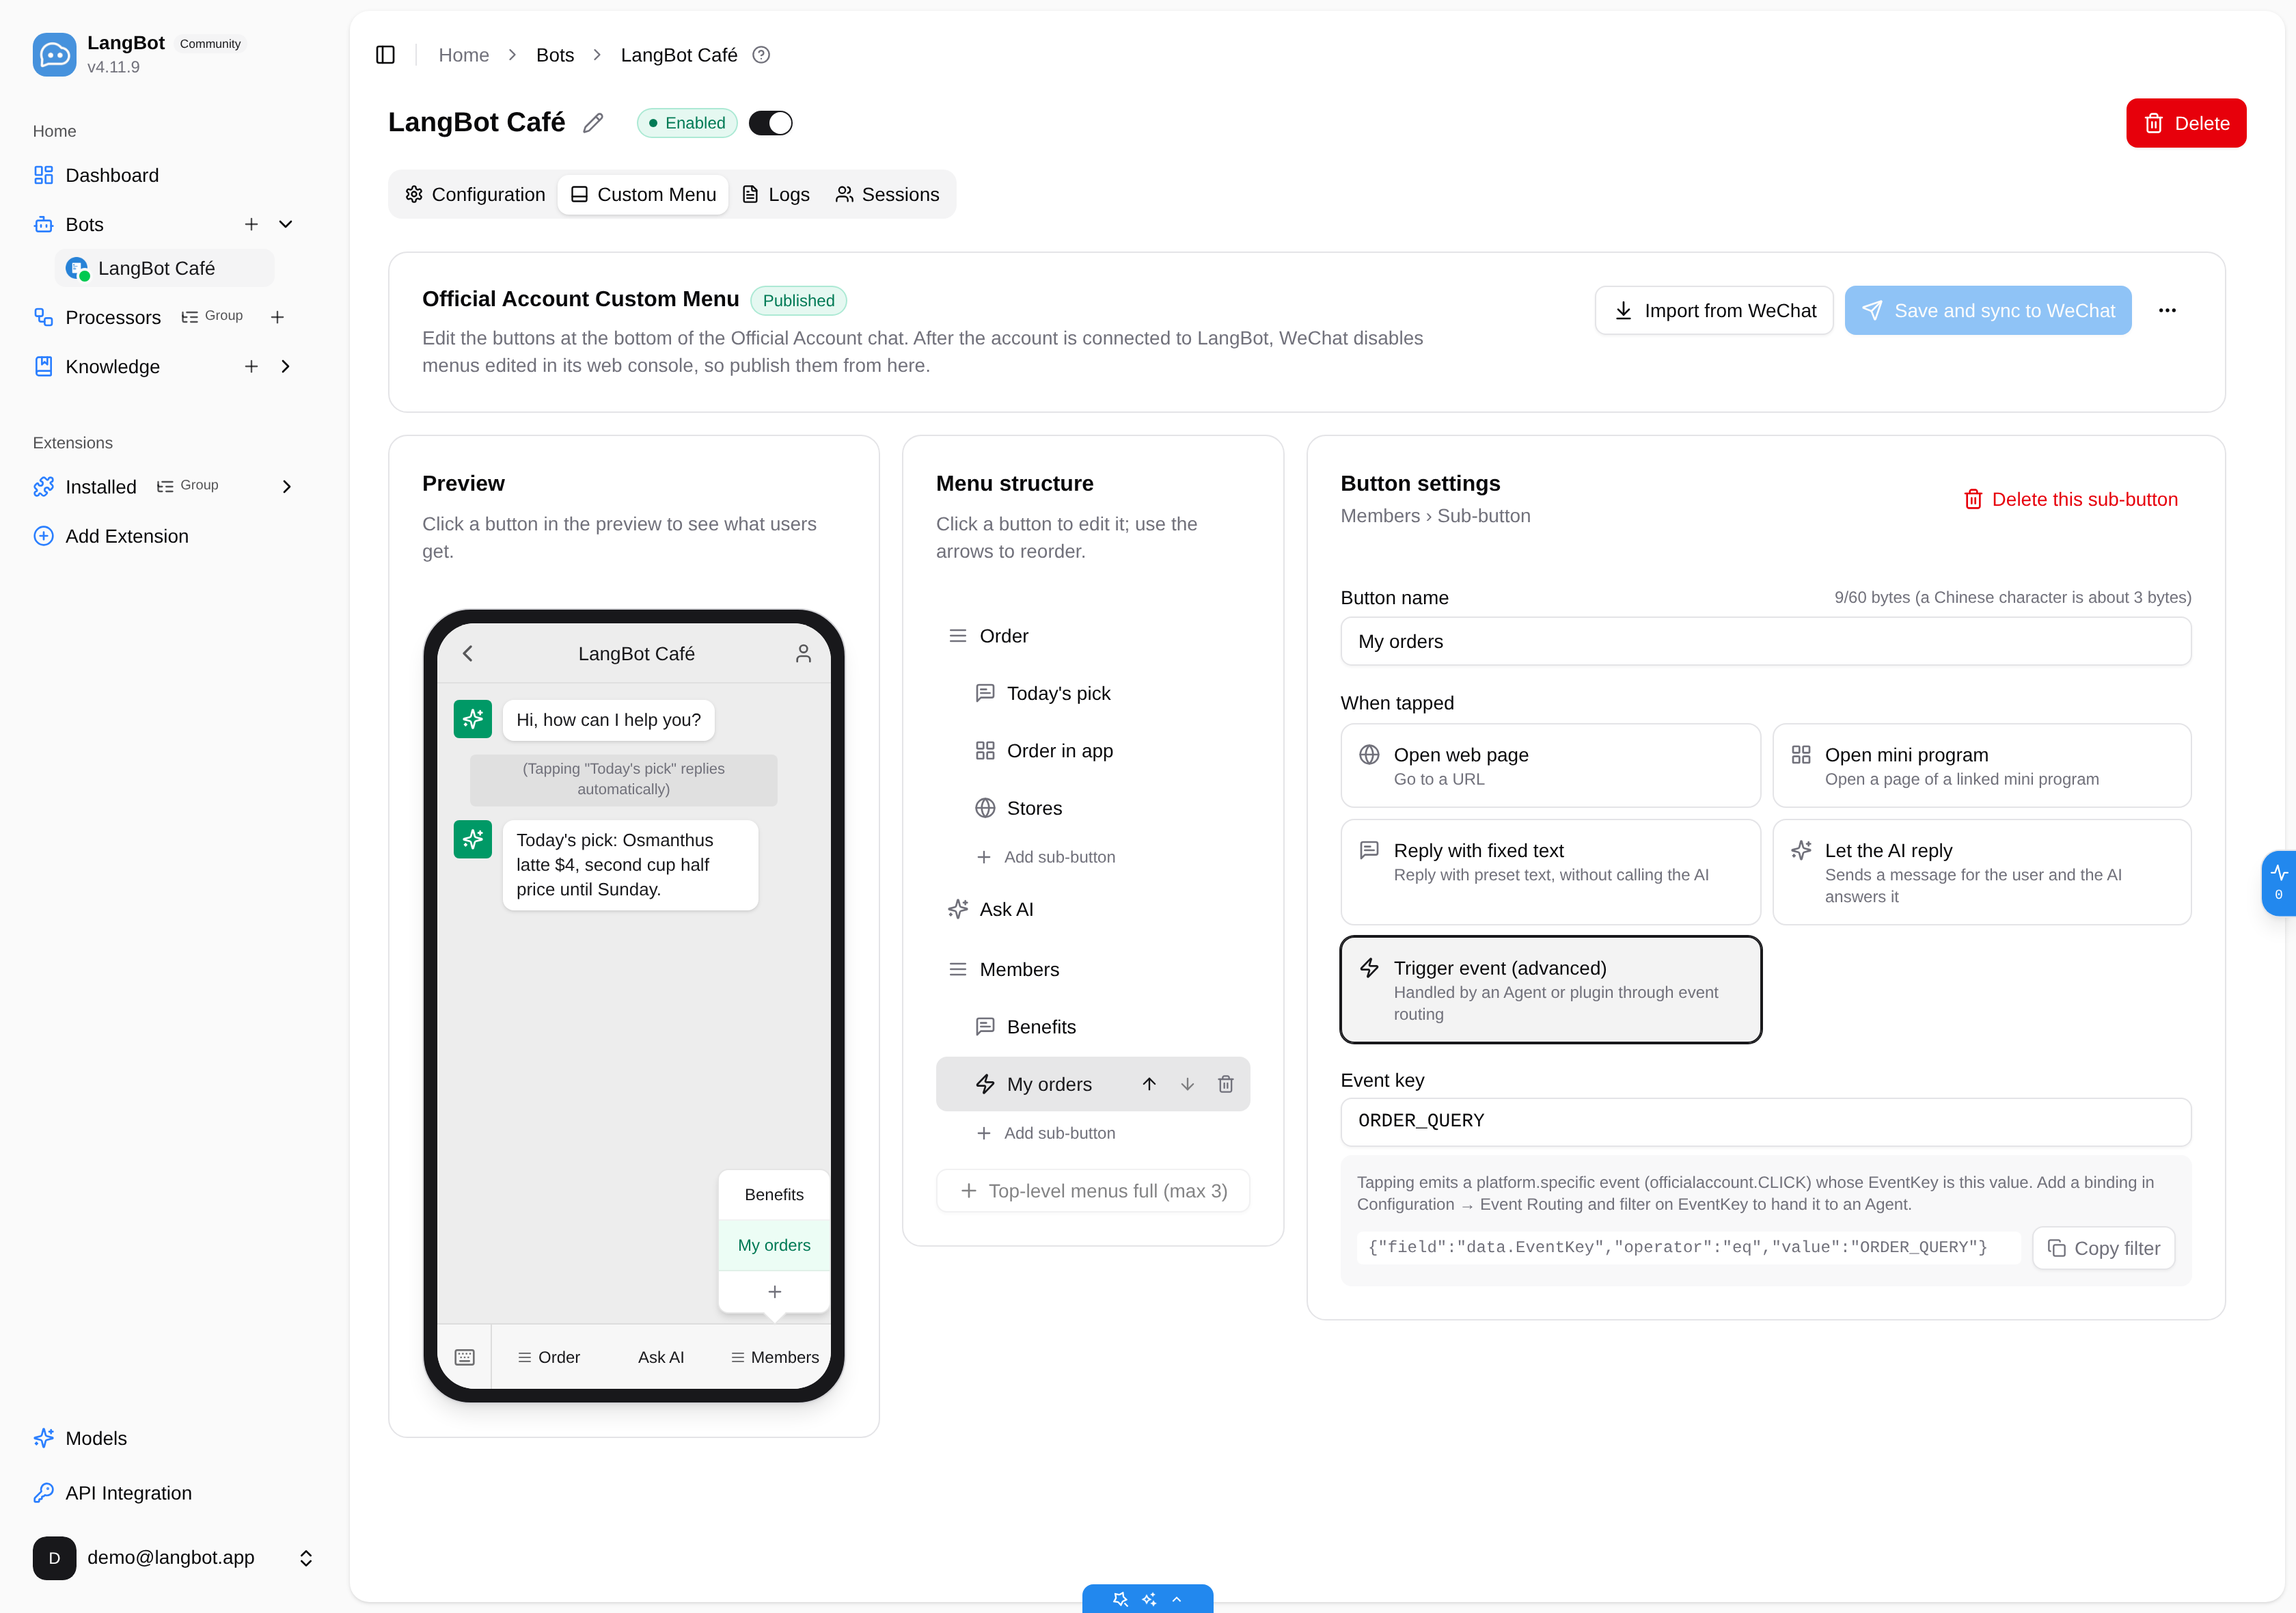 LangBot Community
v4.11.9
Home
Dashboard
Bots
LangBot Café
Processors Group
Knowledge
Extensions
Installed Group
Add Extension
Models
API Integration
D demo@langbot.app
Home Bots LangBot Café
LangBot Café Enabled Delete
Configuration Custom Menu Logs Sessions
Official Account Custom Menu Published
Edit the buttons at the bottom of the Official Account chat. After the account is connected to LangBot, WeChat disables
menus edited in its web console, so publish them from here.
Import from WeChat Save and sync to WeChat
Preview
Click a button in the preview to see what users
get.
LangBot Café
Hi, how can I help you?
(Tapping "Today's pick" replies
automatically)
Today's pick: Osmanthus
latte $4, second cup half
price until Sunday.
Benefits
My orders
Order Ask AI Members
Menu structure
Click a button to edit it; use the
arrows to reorder.
Order
Today's pick
Order in app
Stores
Add sub-button
Ask AI
Members
Benefits
My orders
Add sub-button
Top-level menus full (max 3)
Button settings
Members › Sub-button
Delete this sub-button
Button name 9/60 bytes (a Chinese character is about 3 bytes)
My orders
When tapped
Open web page
Go to a URL
Open mini program
Open a page of a linked mini program
Reply with fixed text
Reply with preset text, without calling the AI
Let the AI reply
Sends a message for the user and the AI
answers it
Trigger event (advanced)
Handled by an Agent or plugin through event
routing
Event key
ORDER_QUERY
Tapping emits a platform.specific event (officialaccount.CLICK) whose EventKey is this value. Add a binding in
Configuration → Event Routing and filter on EventKey to hand it to an Agent.
{"field":"data.EventKey","operator":"eq","value":"ORDER_QUERY"} Copy filter
0